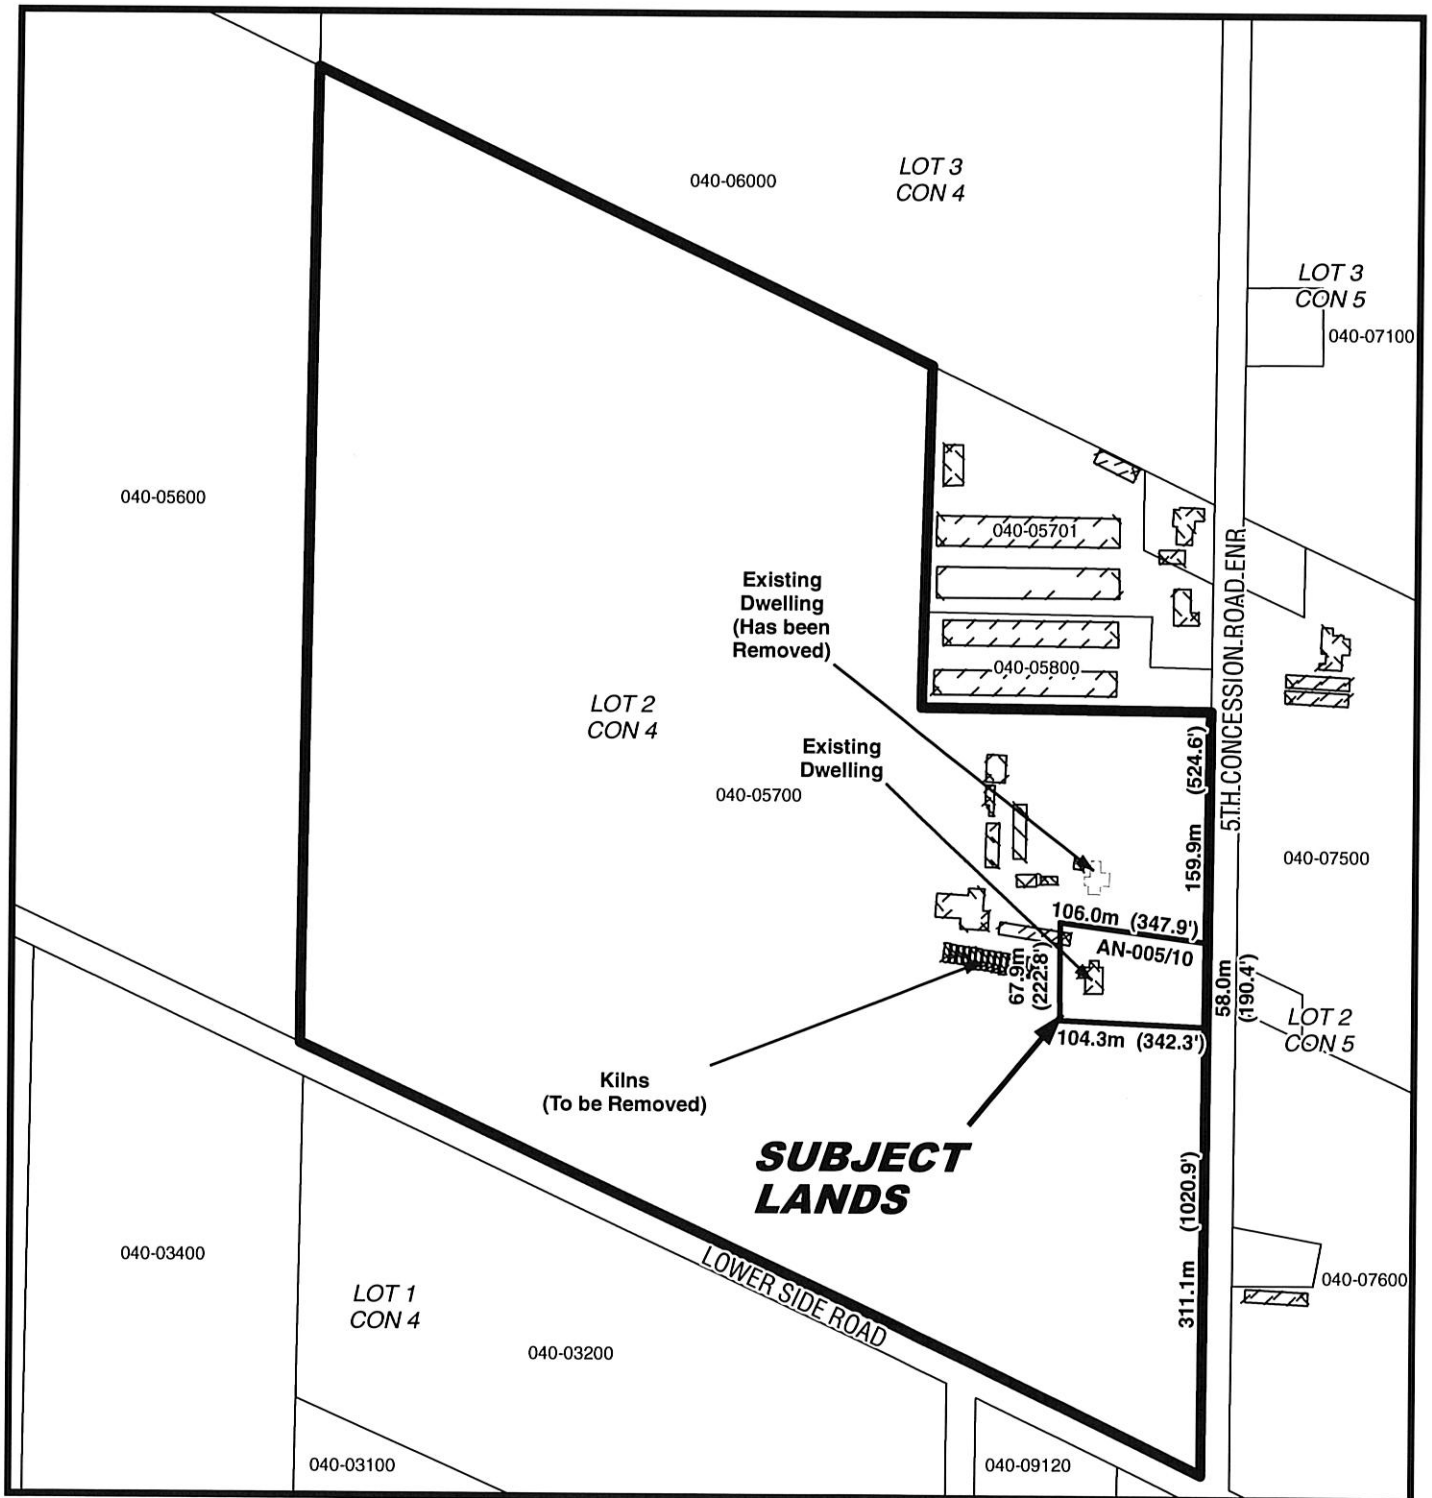 LOT 3
CON 4
040-06000
LOT 3
CON 5
040-07100
040-05600
040-05701
Existing
Dwelling
(Has been
Removed)
040-05800
5TH CONCESSION ROAD ENR
LOT 2
CON 4
Existing
Dwelling
040-05700
159.9m (524.6')
040-07500
106.0m (347.9')
AN-005/10
67.9m
(222.8')
58.0m
(190.4')
LOT 2
CON 5
104.3m (342.3')
Kilns
(To be Removed)
SUBJECT
LANDS
311.1m (1020.9')
040-03400
LOWER SIDE ROAD
040-07600
LOT 1
CON 4
040-03200
040-03100
040-09120